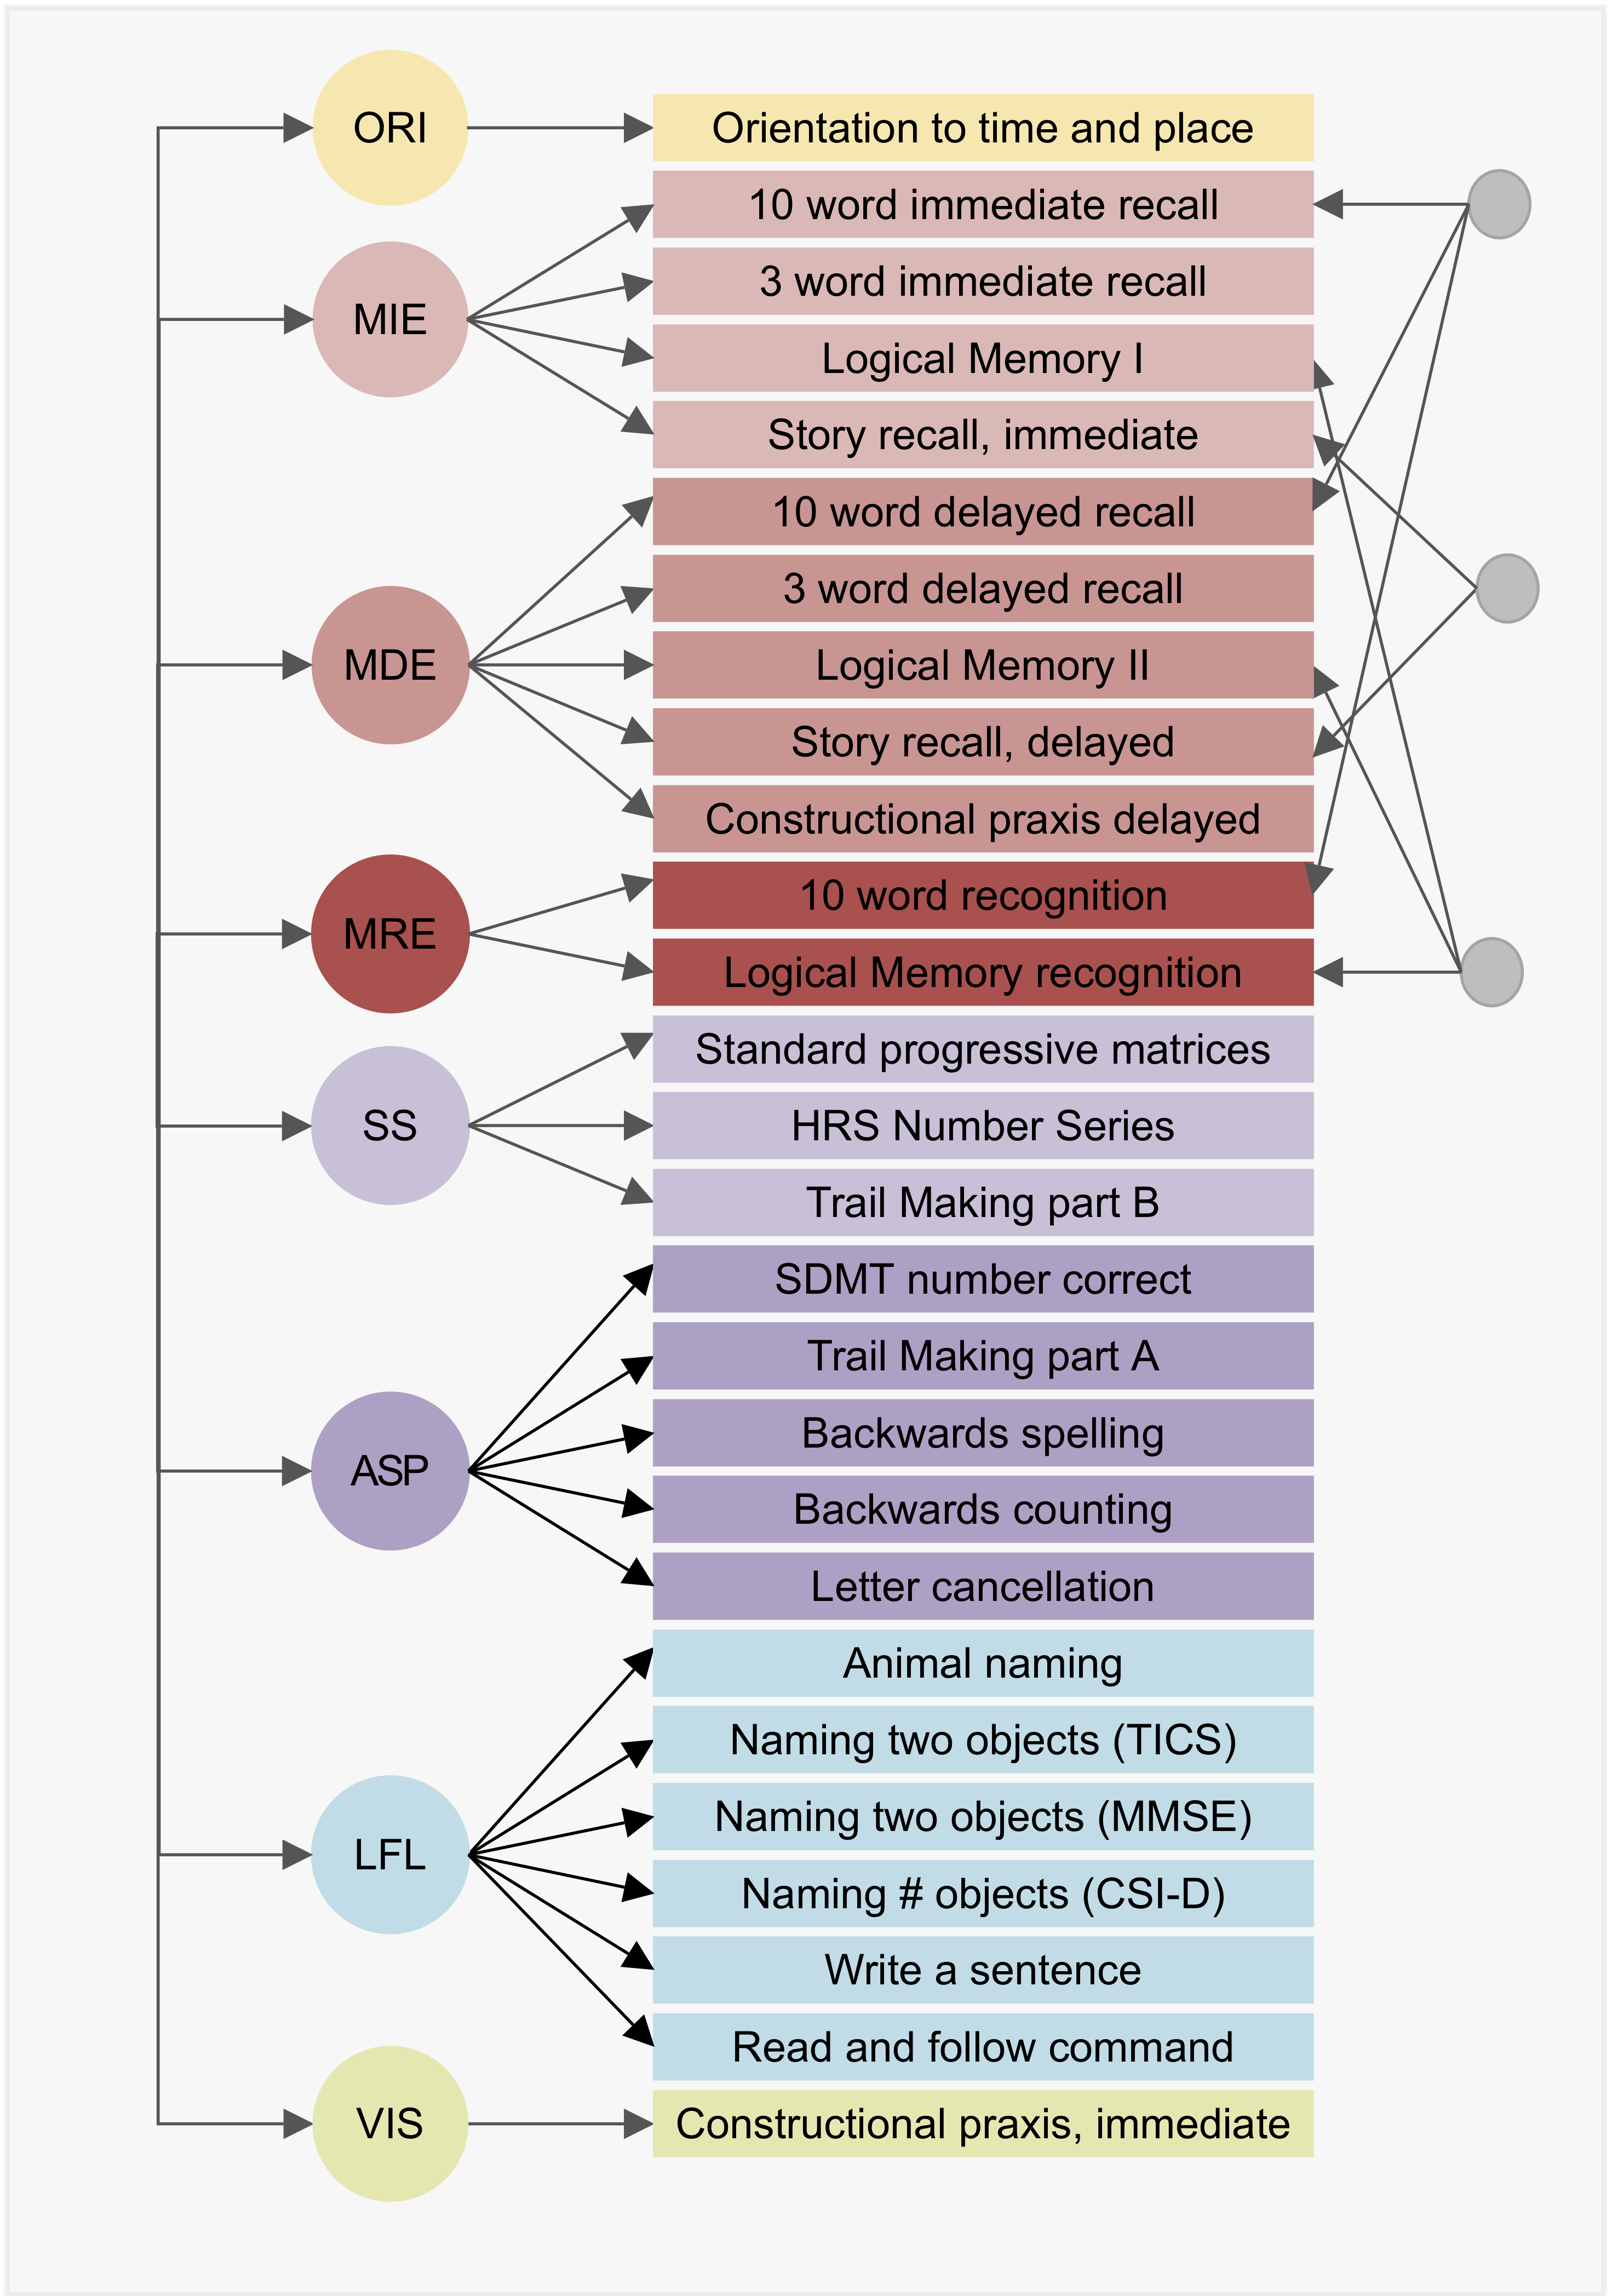 ORI
Orientation to time and place
MIE
10 word immediate recall
3 word immediate recall
Logical Memory I
Story recall, immediate
MDE
10 word delayed recall
3 word delayed recall
Logical Memory II
Story recall, delayed
Constructional praxis delayed
MRE
10 word recognition
Logical Memory recognition
SS
Standard progressive matrices
HRS Number Series
Trail Making part B
ASP
SDMT number correct
Trail Making part A
Backwards spelling
Backwards counting
Letter cancellation
LFL
Animal naming
Naming two objects (TICS)
Naming two objects (MMSE)
Naming # objects (CSI-D)
Write a sentence
Read and follow command
VIS
Constructional praxis, immediate